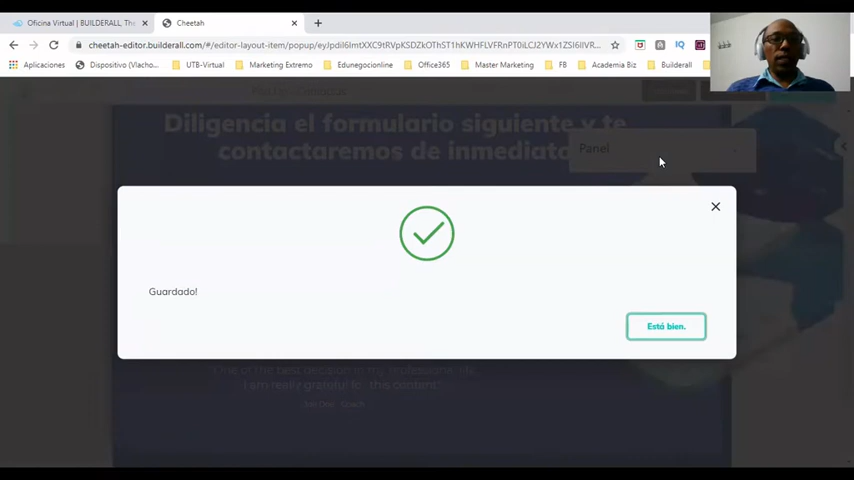 Oficina Virtual | BUILDERALL, The
Cheetah
cheetah-editor.builderall.com/#/editor-layout-item/popup/
Aplicaciones
Dispositivo (Vlacho...
UTB-Virtual
Marketing Extremo
Edunegocionline
Office365
Master Marketing
FB
Academia Biz
Builderall
Diligencia el formulario siguiente y te
contactaremos de inmediato
Panel
Guardado!
Está bien.
"One of the best decision in my professional life.
I am really grateful for this content"
Coach